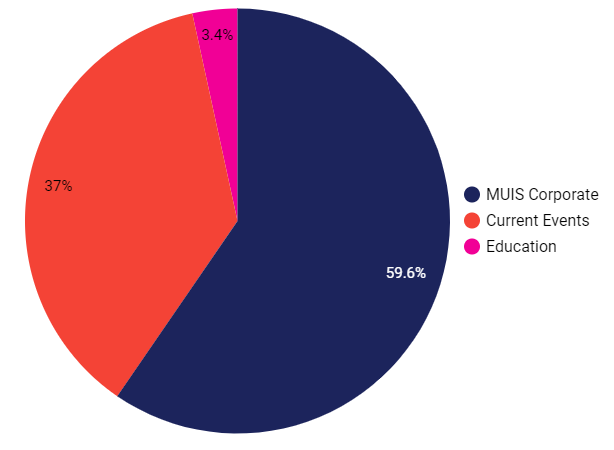 3.4%
37%
59.6%
MUIS Corporate
Current Events
Education